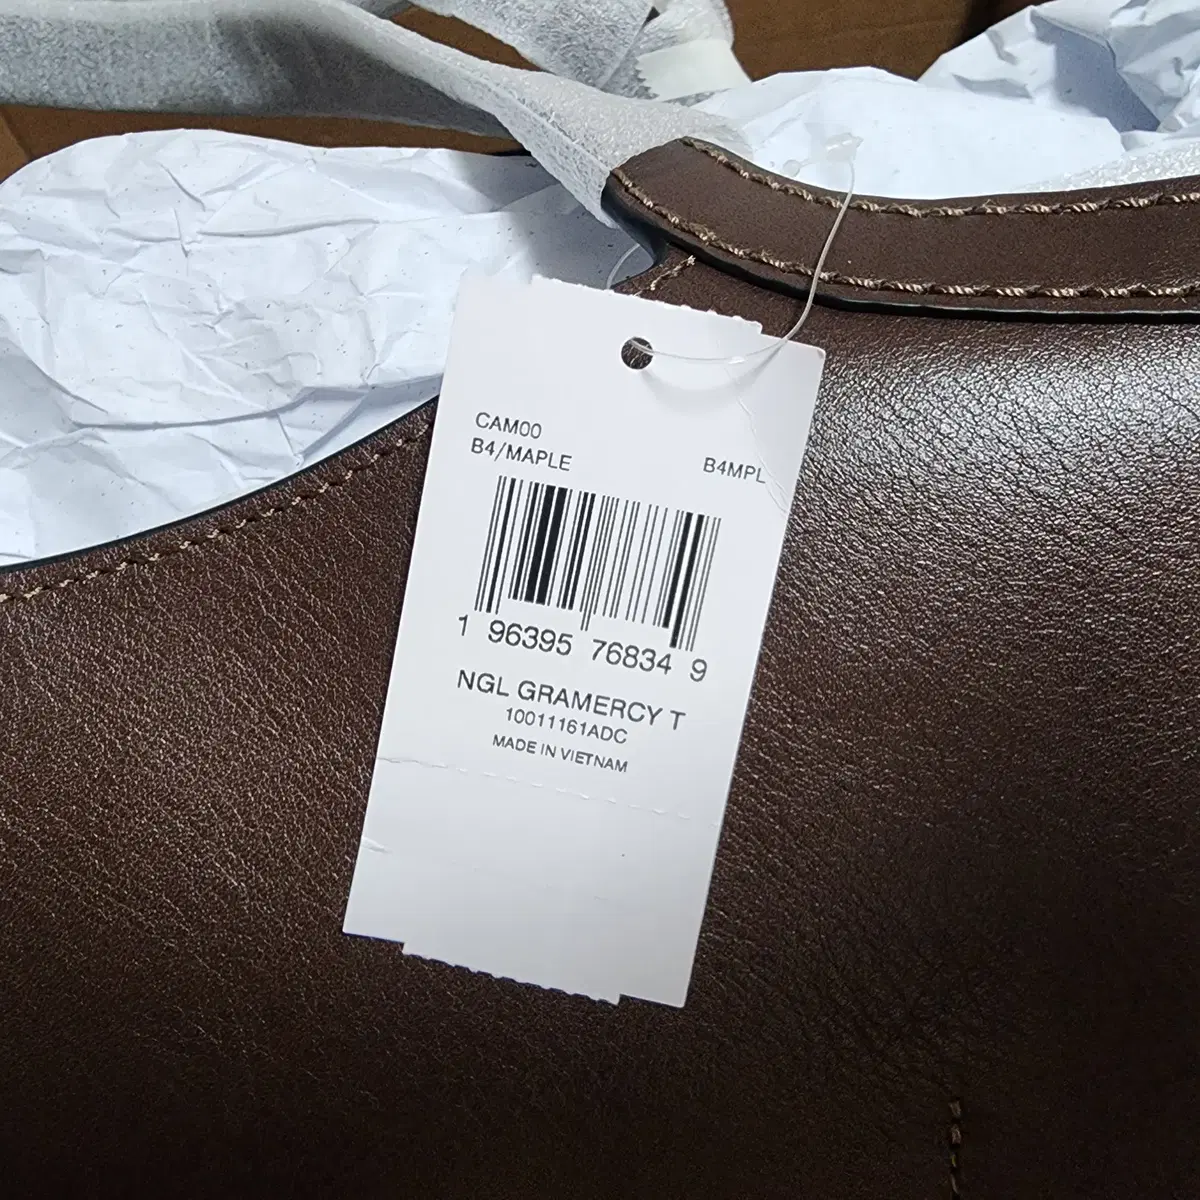 CAM00
B4/MAPLE B4MPL
1 96395 76834 9
NGL GRAMERCY T
10011161ADC
MADE IN VIETNAM